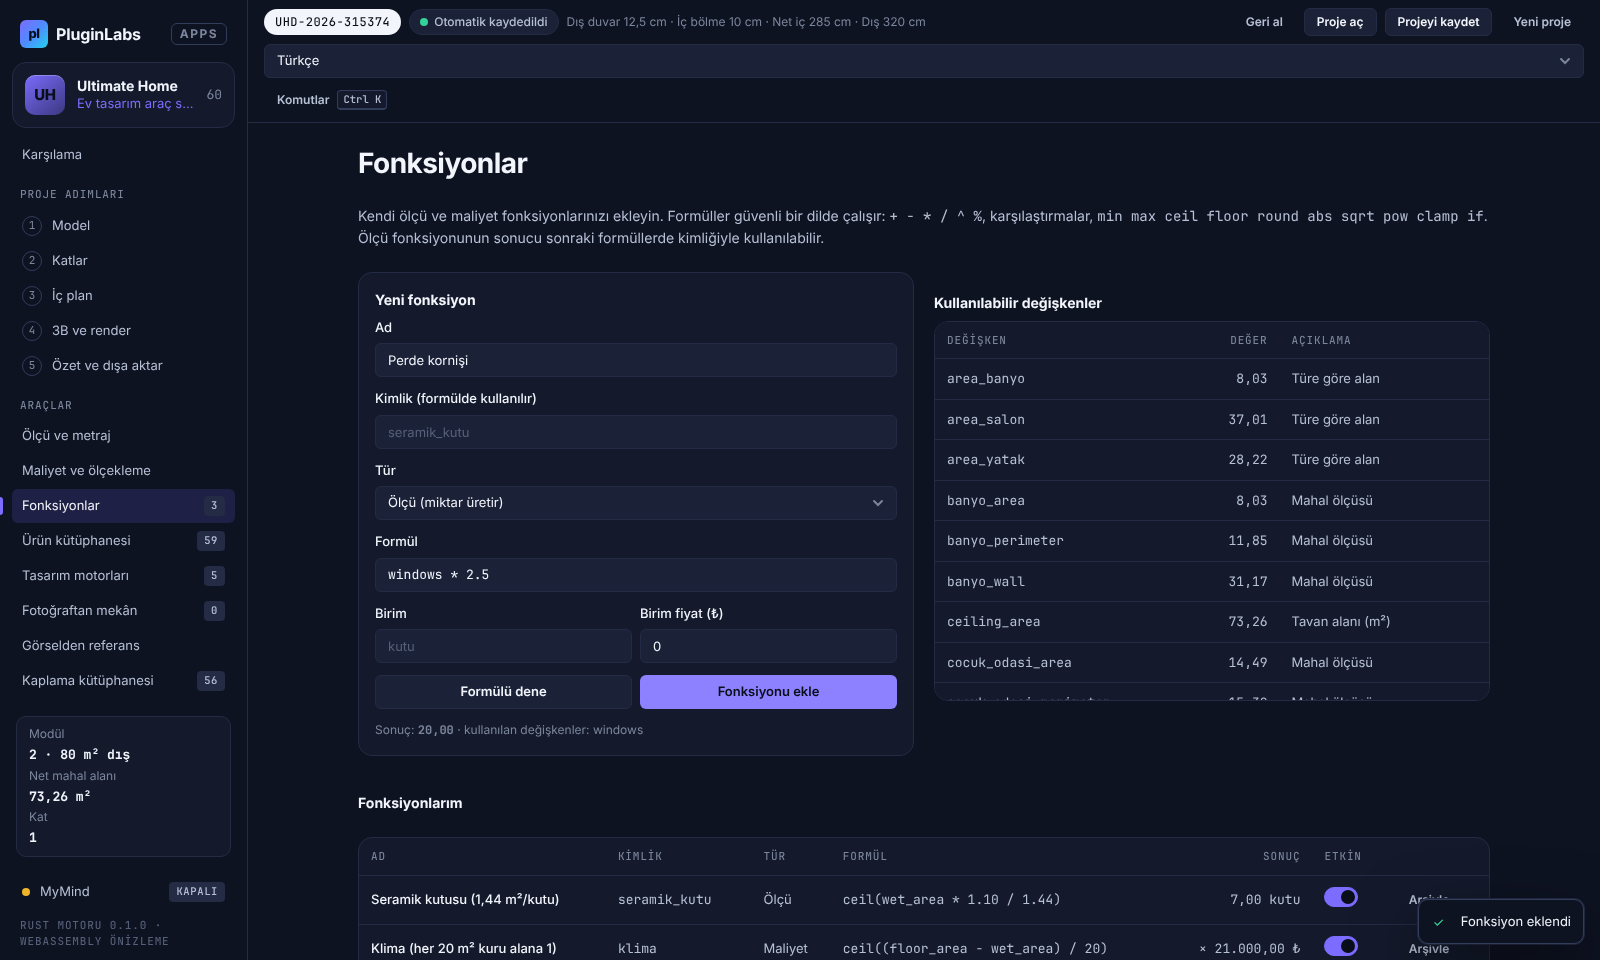 pl PluginLabs APPS
UH Ultimate Home 60
Ev tasarım araç s...
Karşılama
PROJE ADIMLARI
1 Model
2 Katlar
3 İç plan
4 3B ve render
5 Özet ve dışa aktar
ARAÇLAR
Ölçü ve metraj
Maliyet ve ölçekleme
Fonksiyonlar 3
Ürün kütüphanesi 59
Tasarım motorları 5
Fotoğraftan mekân 0
Görselden referans
Kaplama kütüphanesi 56
Modül
2 · 80 m² dış
Net mahal alanı
73,26 m²
Kat
1
MyMind KAPALI
RUST MOTORU 0.1.0 ·
WEBASSEMBLY ÖNİZLEME
UHD-2026-315374 Otomatik kaydedildi Dış duvar 12,5 cm · İç bölme 10 cm · Net iç 285 cm · Dış 320 cm Geri al Proje aç Projeyi kaydet Yeni proje
Türkçe
Komutlar Ctrl K
Fonksiyonlar
Kendi ölçü ve maliyet fonksiyonlarınızı ekleyin. Formüller güvenli bir dilde çalışır: + - * / ^ %, karşılaştırmalar, min max ceil floor round abs sqrt pow clamp if.
Ölçü fonksiyonunun sonucu sonraki formüllerde kimliğiyle kullanılabilir.
Yeni fonksiyon
Ad
Perde kornişi
Kimlik (formülde kullanılır)
seramik_kutu
Tür
Ölçü (miktar üretir)
Formül
windows * 2.5
Birim Birim fiyat (₺)
kutu 0
Formülü dene Fonksiyonu ekle
Sonuç: 20,00 · kullanılan değişkenler: windows
Kullanılabilir değişkenler
DEĞİŞKEN DEĞER AÇIKLAMA
area_banyo 8,03 Türe göre alan
area_salon 37,01 Türe göre alan
area_yatak 28,22 Türe göre alan
banyo_area 8,03 Mahal ölçüsü
banyo_perimeter 11,85 Mahal ölçüsü
banyo_wall 31,17 Mahal ölçüsü
ceiling_area 73,26 Tavan alanı (m²)
cocuk_odasi_area 14,49 Mahal ölçüsü
Fonksiyonlarım
AD KİMLİK TÜR FORMÜL SONUÇ ETKİN
Seramik kutusu (1,44 m²/kutu) seramik_kutu Ölçü ceil(wet_area * 1.10 / 1.44) 7,00 kutu
Klima (her 20 m² kuru alana 1) klima Maliyet ceil((floor_area - wet_area) / 20) × 21.000,00 ₺ Arşivle
Fonksiyon eklendi